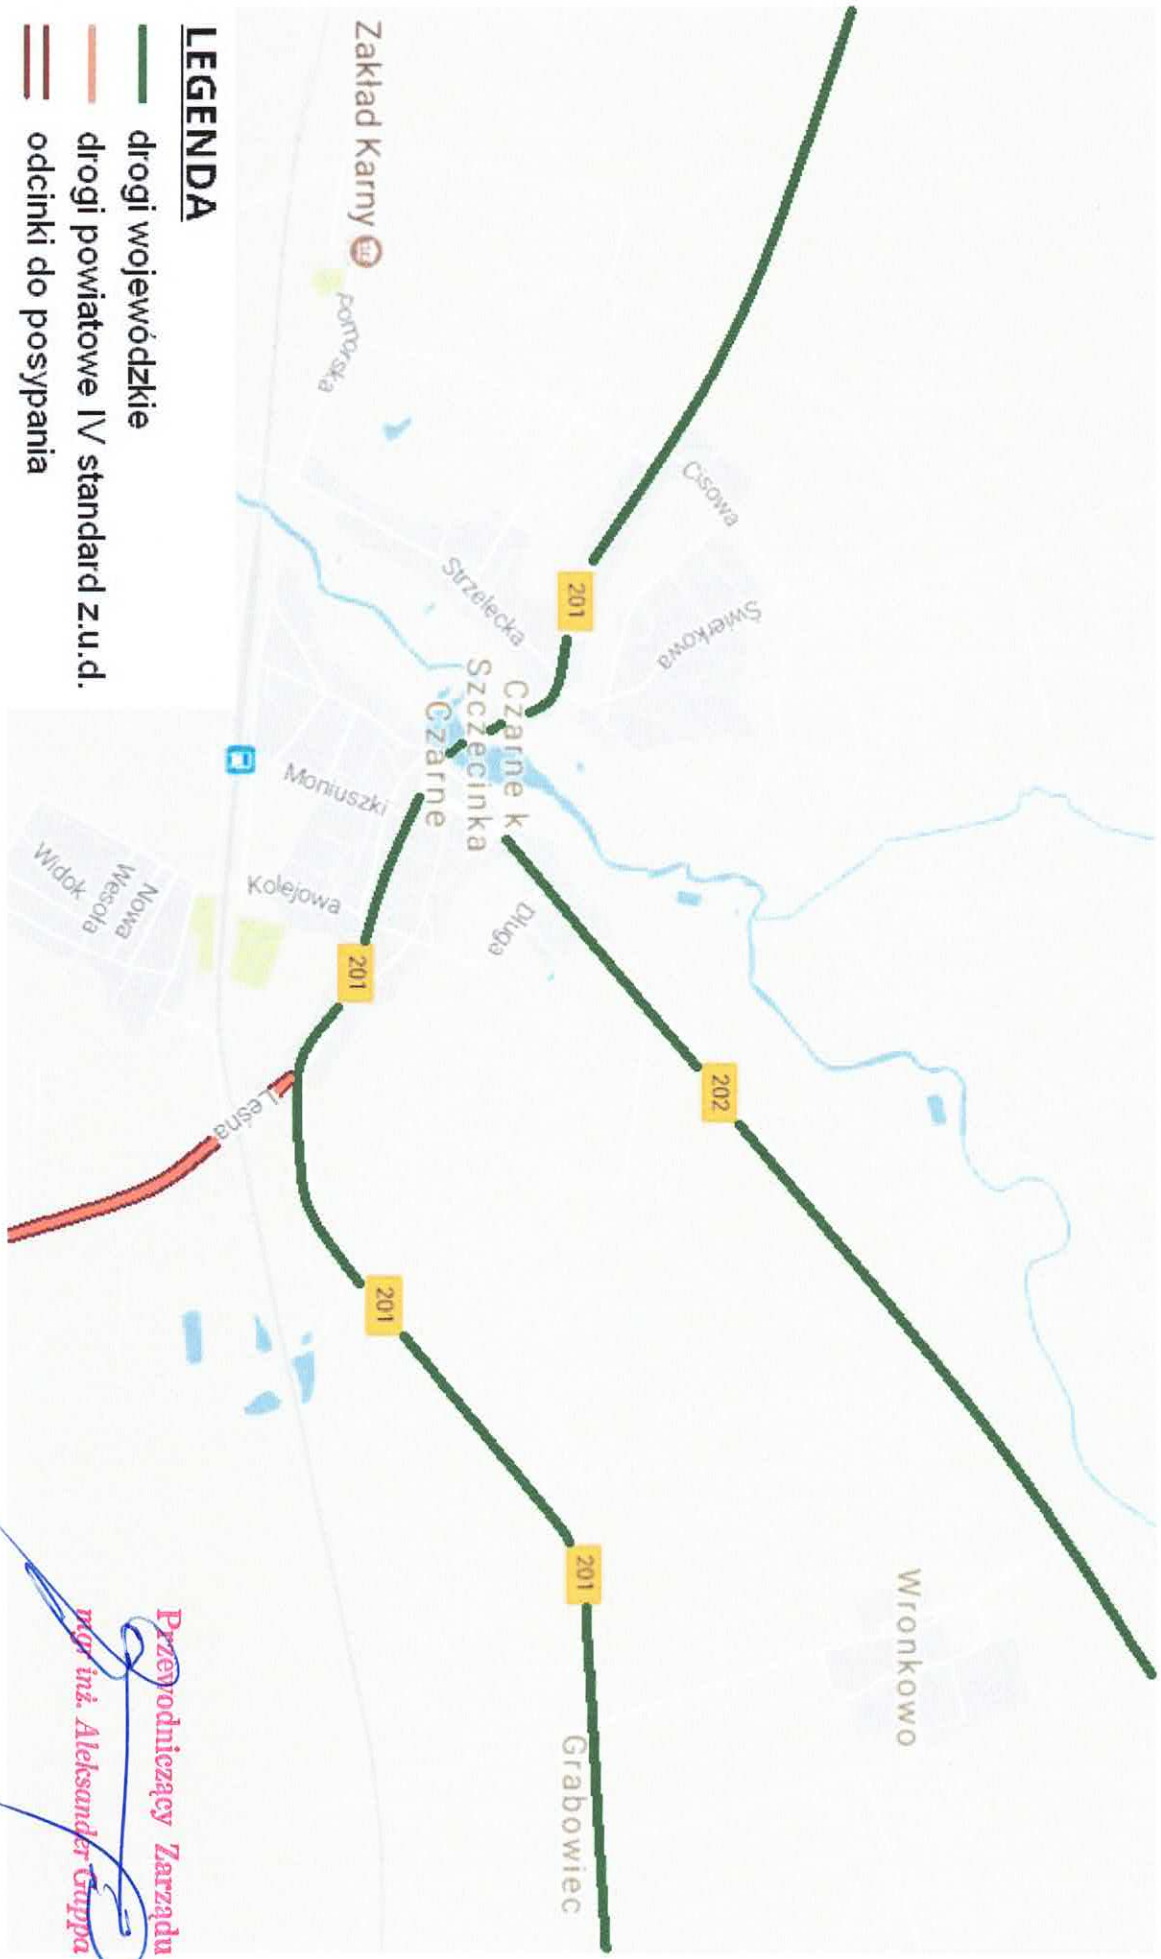 Wronkowo
Świerkowa
Cisowa
201
202
Strzelecka
Czarne k
Szczecinka
Czarne
Długa
201
Grabowiec
Zakład Karny
Pomorska
Moniuszki
Kolejowa
201
201
Leśna
Nowa
Wesoła
Widok
LEGENDA
drogi wojewódzkie
drogi powiatowe IV standard z.u.d.
odcinki do posypania
Przewodniczący Zarządu
mgr inż. Aleksander Gappa